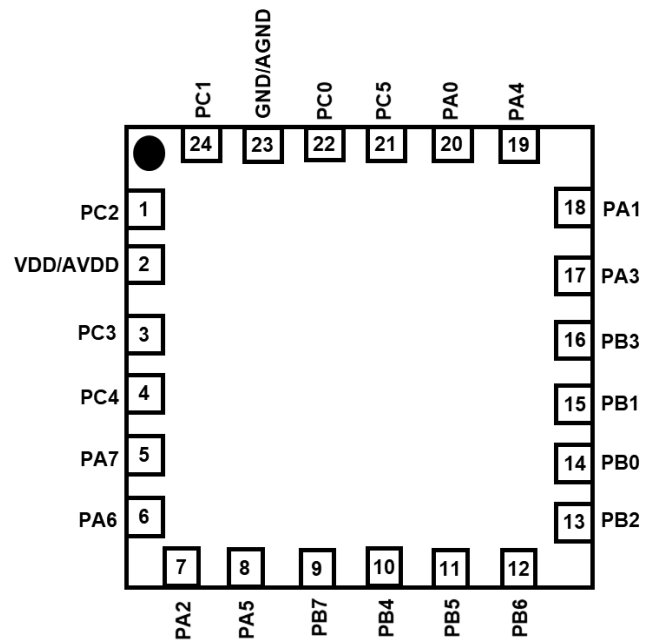 PC1
GND/AGND
PC0
PC5
PA0
PA4
24
23
22
21
20
19
PC2 1
VDD/AVDD 2
PC3 3
PC4 4
PA7 5
PA6 6
18 PA1
17 PA3
16 PB3
15 PB1
14 PB0
13 PB2
7
8
9
10
11
12
PA2
PA5
PB7
PB4
PB5
PB6